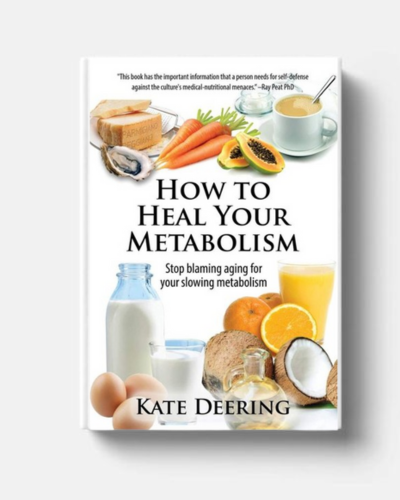 "This book has the important information that a person needs for self-defense
against the culture's medical-nutritional menaces."–Ray Peat PhD
HOW TO
HEAL YOUR
METABOLISM
Stop blaming aging for
your slowing metabolism
KATE DEERING